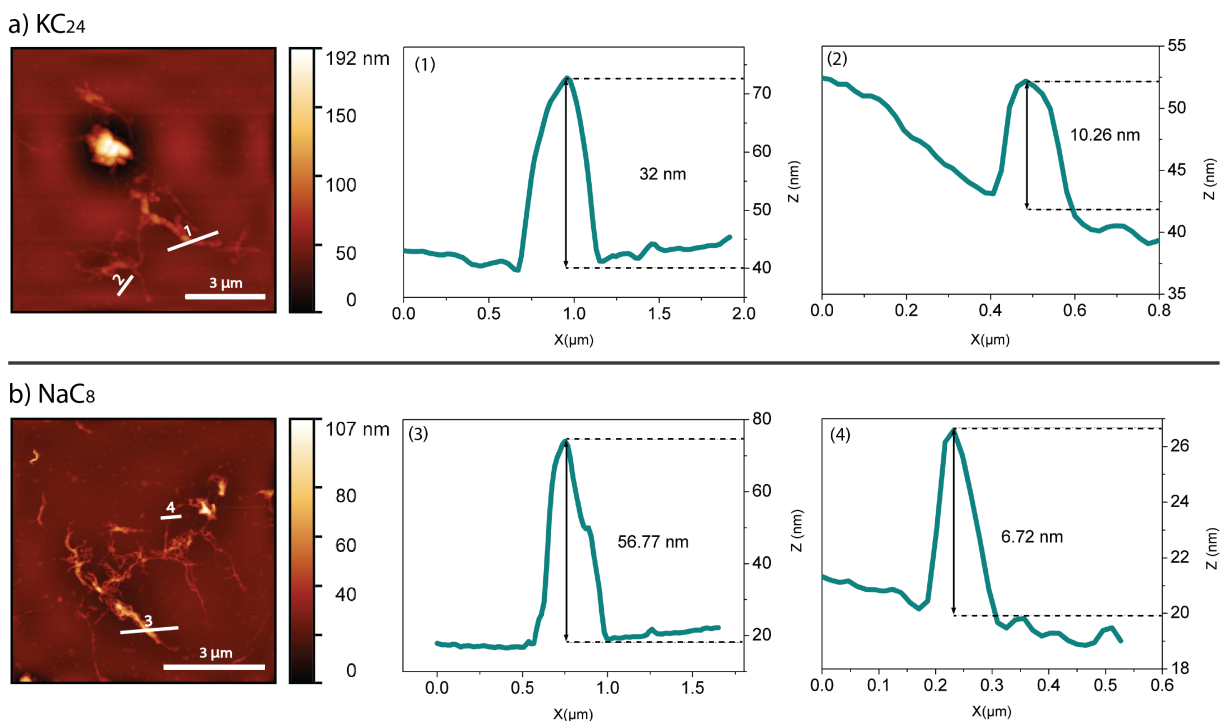 a) KC24
192 nm
150
100
50
0
1
2
3 µm
(1)
32 nm
70
60
50
40
Z (nm)
0.0 0.5 1.0 1.5 2.0
X(µm)
(2)
10.26 nm
55
50
45
40
35
Z (nm)
0.0 0.2 0.4 0.6 0.8
X(µm)
b) NaC8
107 nm
80
60
40
0
4
3
3 µm
(3)
56.77 nm
80
60
40
20
Z (nm)
0.0 0.5 1.0 1.5
X(µm)
(4)
6.72 nm
26
24
22
20
18
Z (nm)
0.0 0.1 0.2 0.3 0.4 0.5 0.6
X(µm)